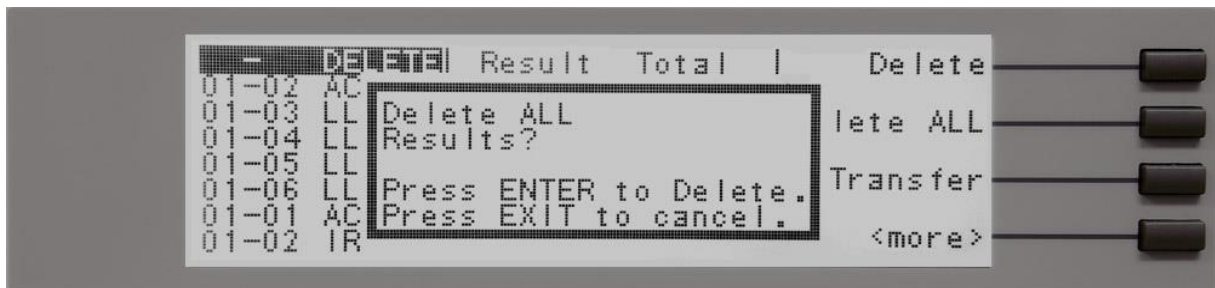 - DELETE Result Total Delete
01-02 AC
01-03 LL
01-04 LL
01-05 LL
01-06 LL
01-01 AC
01-02 IR
Delete ALL
Results?
Press ENTER to Delete.
Press EXIT to cancel.
lete ALL
Transfer
<more>